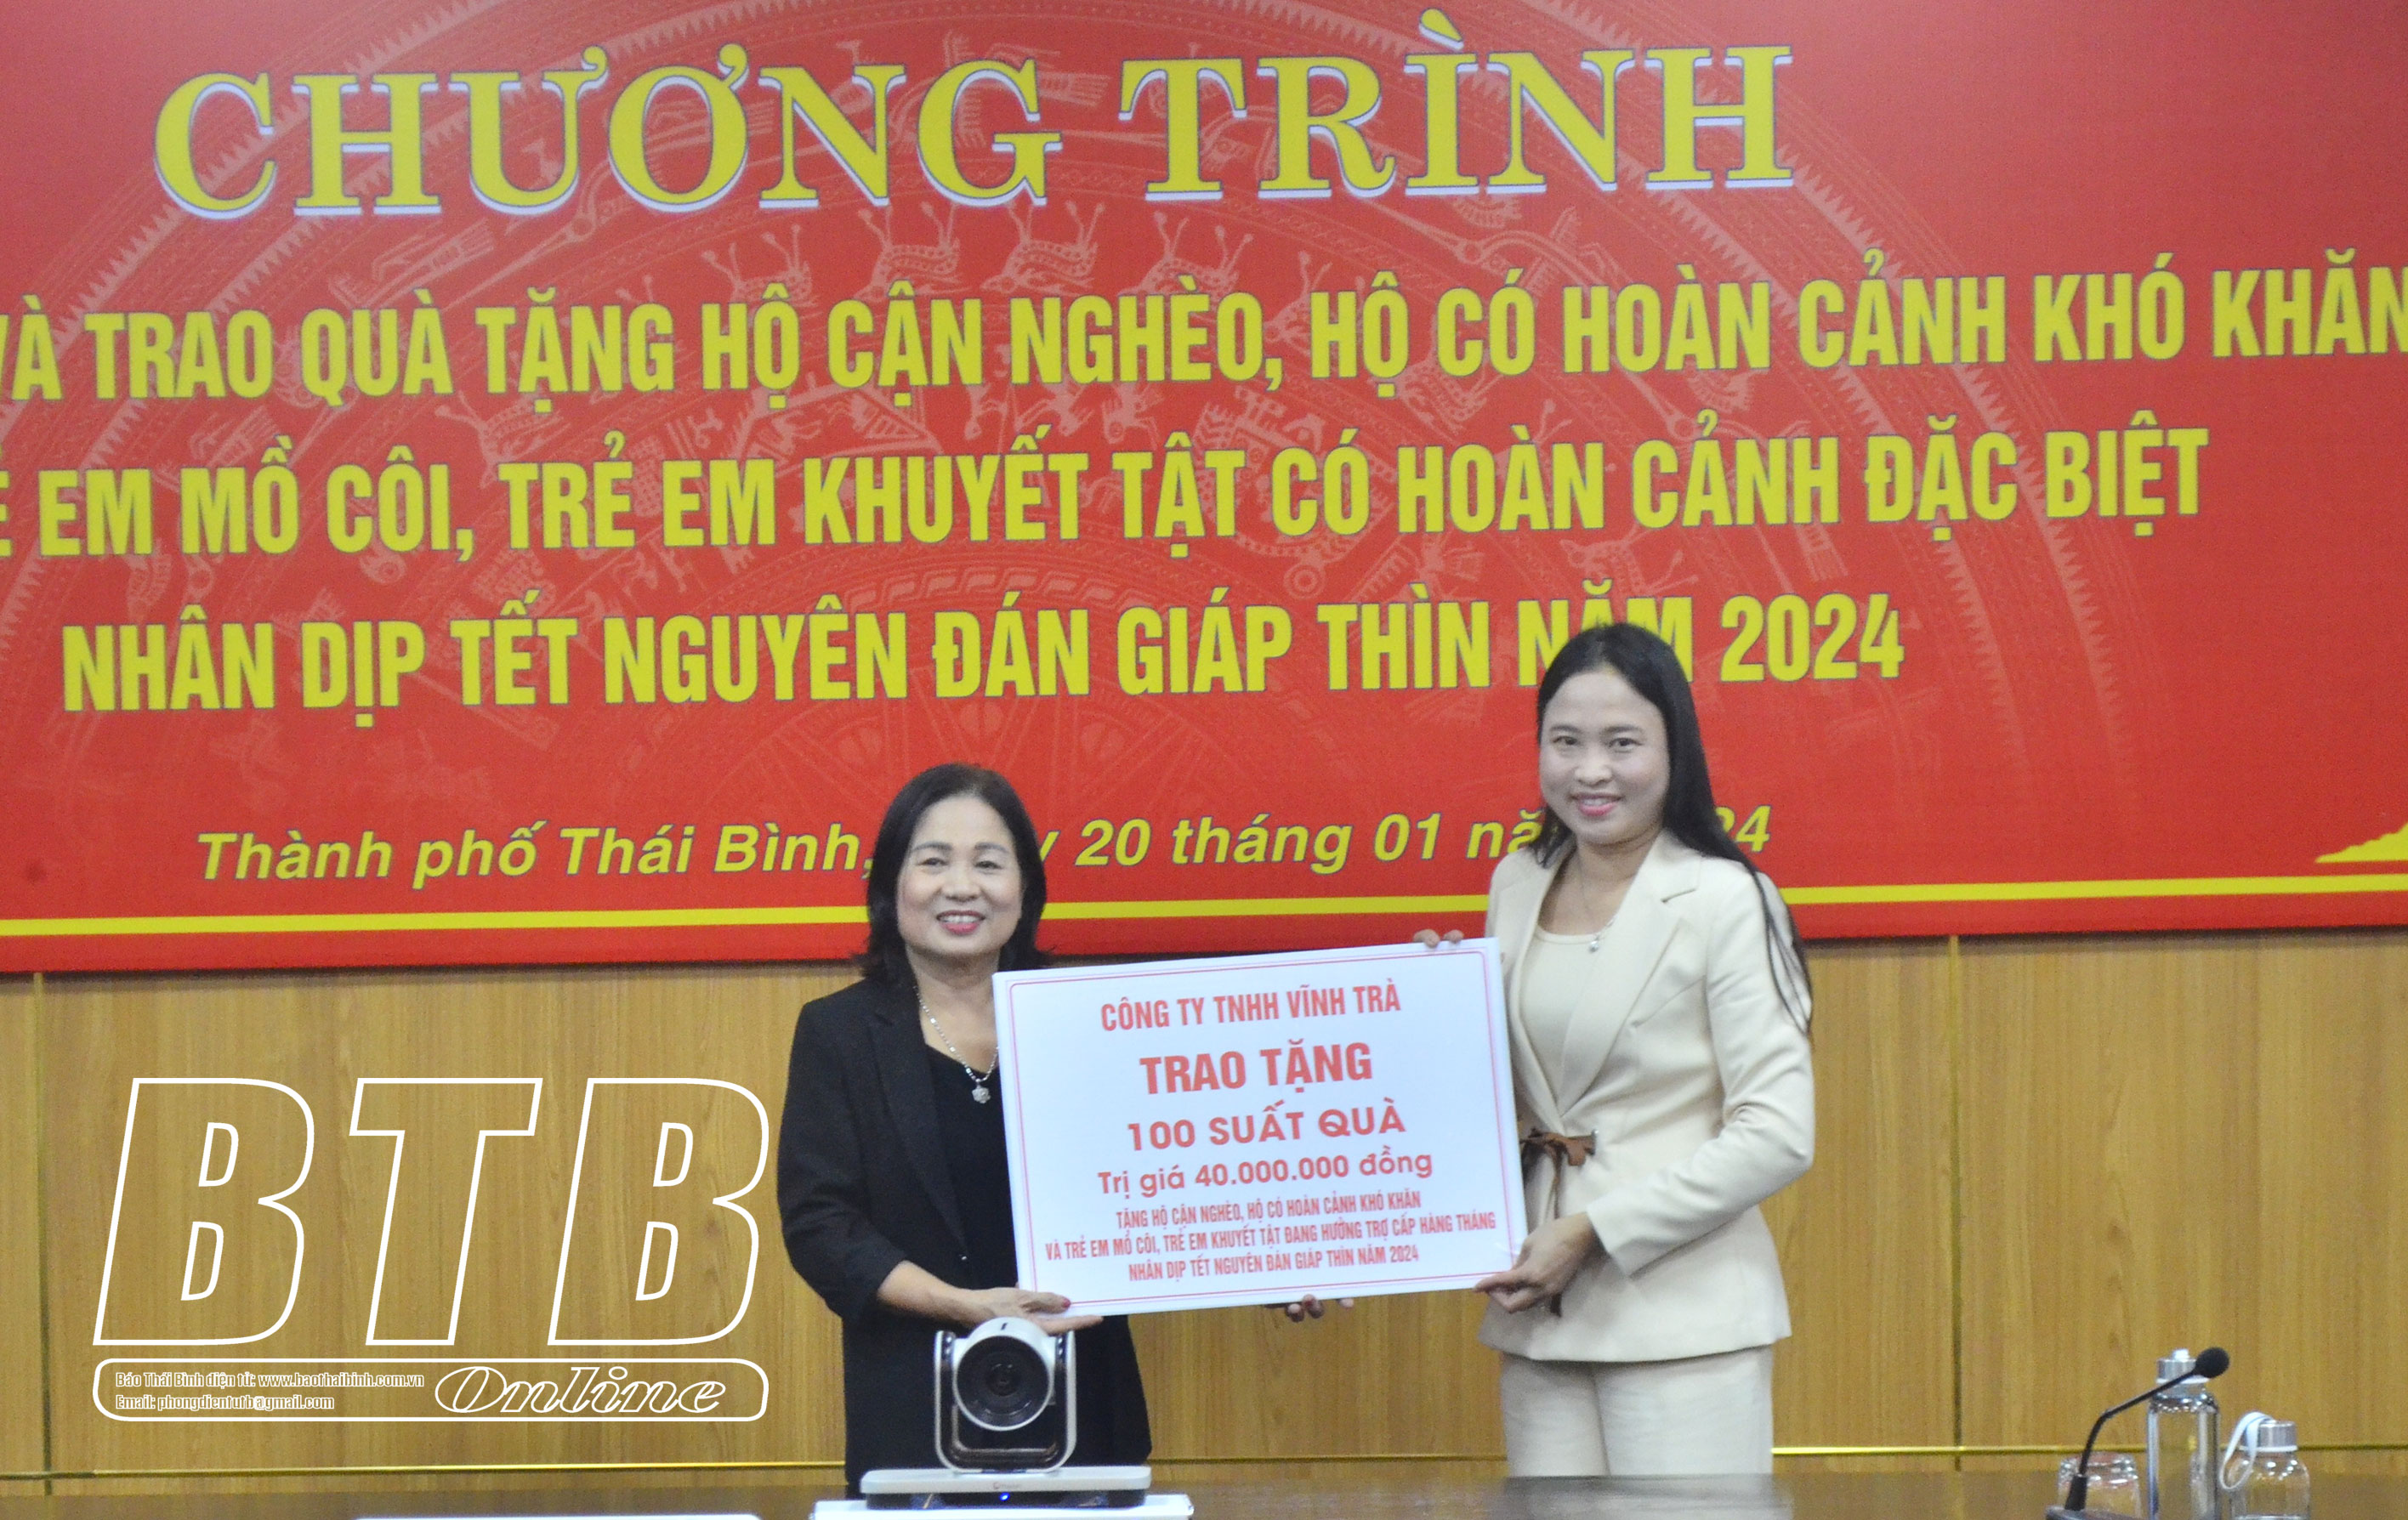 CHƯƠNG TRÌNH
VÀ TRAO QUÀ TẶNG HỘ CẬN NGHÈO, HỘ CÓ HOÀN CẢNH KHÓ KHĂN
EM MỒ CÔI, TRẺ EM KHUYẾT TẬT CÓ HOÀN CẢNH ĐẶC BIỆT
NHÂN DỊP TẾT NGUYÊN ĐÁN GIÁP THÌN NĂM 2024
Thành phố Thái Bình, 20 tháng 01
CÔNG TY TNHH VĨNH TRÀ
TRAO TẶNG
100 SUẤT QUÀ
Trị giá 40.000.000 đồng
TẶNG HỘ CẬN NGHÈO, HỘ CÓ HOÀN CẢNH KHÓ KHĂN
VÀ TRẺ EM MỒ CÔI, TRẺ EM KHUYẾT TẬT ĐANG HƯỞNG TRỢ CẤP HÀNG THÁNG
NHÂN DỊP TẾT NGUYÊN ĐÁN GIÁP THÌN NĂM 2024
BTB
Online
Báo Thái Bình điện tử: www.baothaibinh.com.vn
Email: phongdientutb@gmail.com